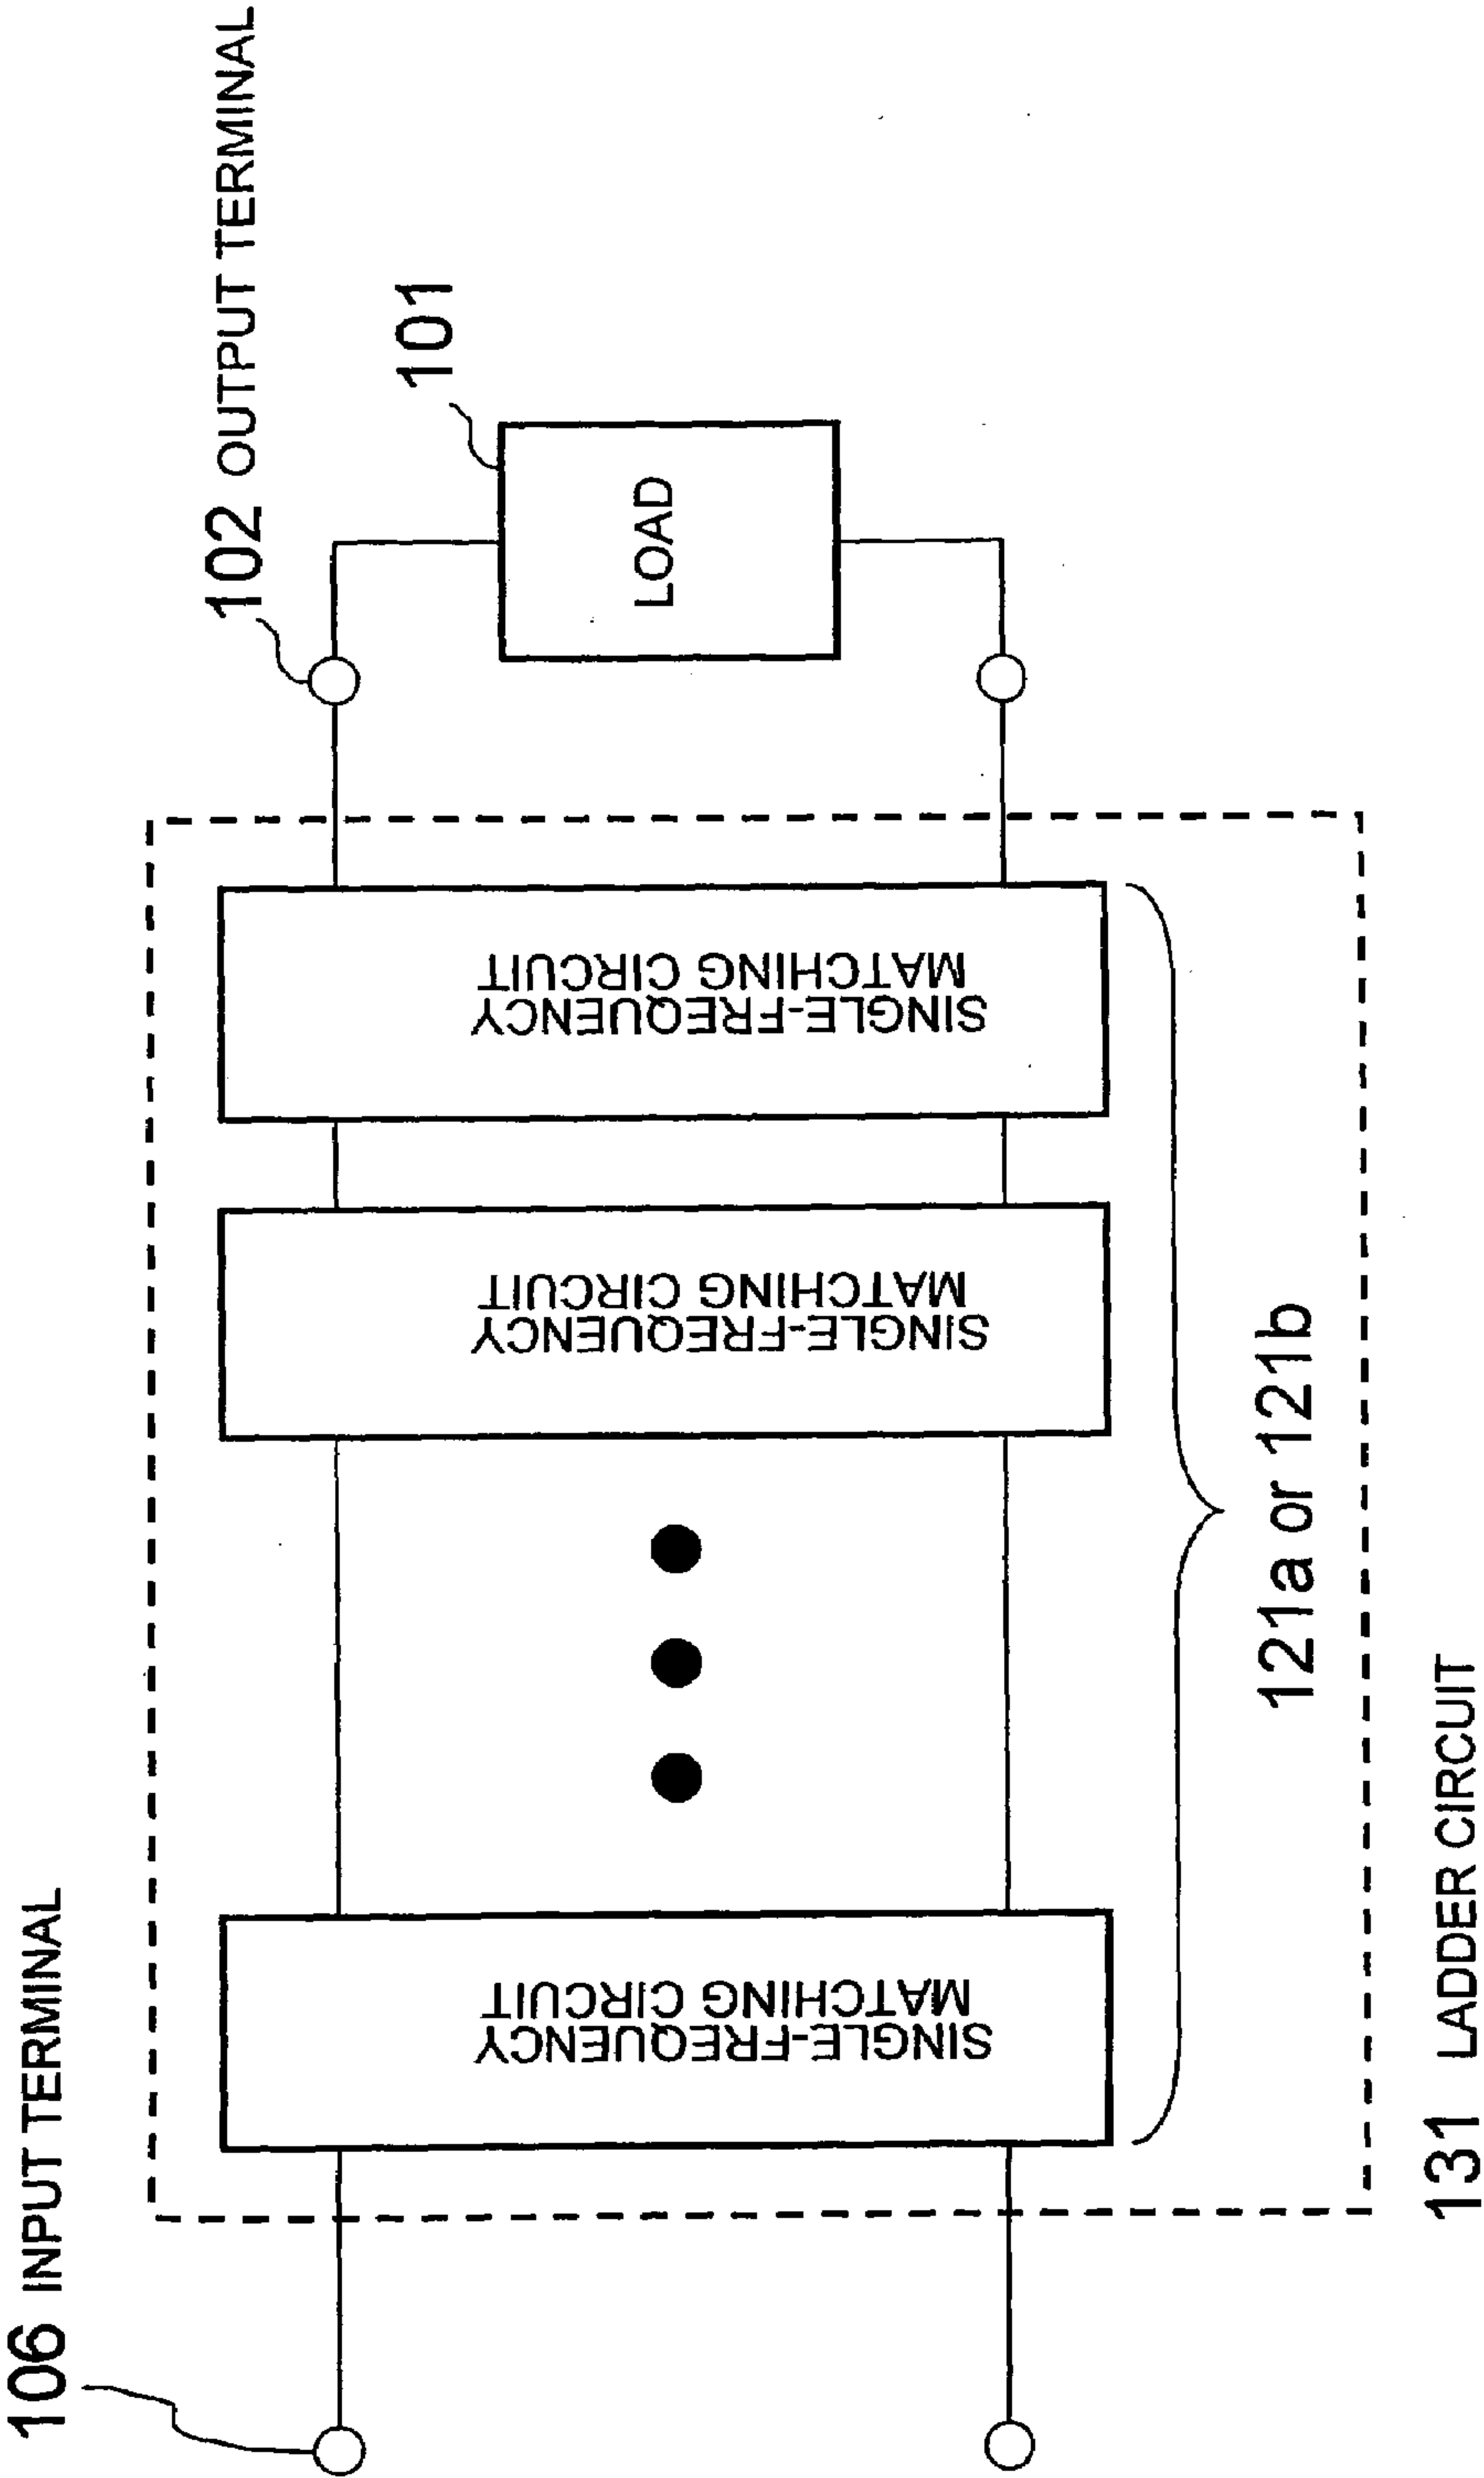 106 INPUT TERMINAL
102 OUTPUT TERMINAL
101
SINGLE-FREQUENCY
MATCHING CIRCUIT
SINGLE-FREQUENCY
MATCHING CIRCUIT
SINGLE-FREQUENCY
MATCHING CIRCUIT
LOAD
121a or 121b
131 LADDER CIRCUIT